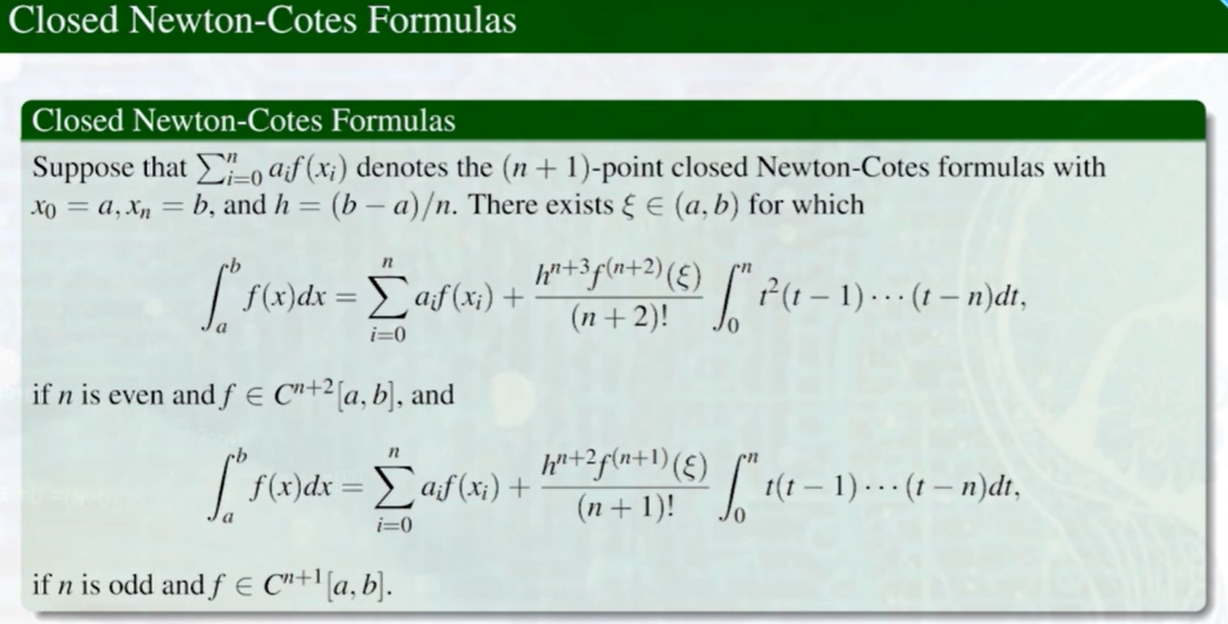 Closed Newton-Cotes Formulas
Closed Newton-Cotes Formulas
Suppose that $\sum_{i=0}^{n} a_i f(x_i)$ denotes the $(n+1)$-point closed Newton-Cotes formulas with
$x_0 = a, x_n = b$, and $h = (b-a)/n$. There exists $\xi \in (a,b)$ for which
$\int_a^b f(x)dx = \sum_{i=0}^{n} a_i f(x_i) + \frac{h^{n+3} f^{(n+2)}(\xi)}{(n+2)!} \int_0^n t^2(t-1)\cdots(t-n)dt,$
if $n$ is even and $f \in C^{n+2}[a,b]$, and
$\int_a^b f(x)dx = \sum_{i=0}^{n} a_i f(x_i) + \frac{h^{n+2} f^{(n+1)}(\xi)}{(n+1)!} \int_0^n t(t-1)\cdots(t-n)dt,$
if $n$ is odd and $f \in C^{n+1}[a,b]$.